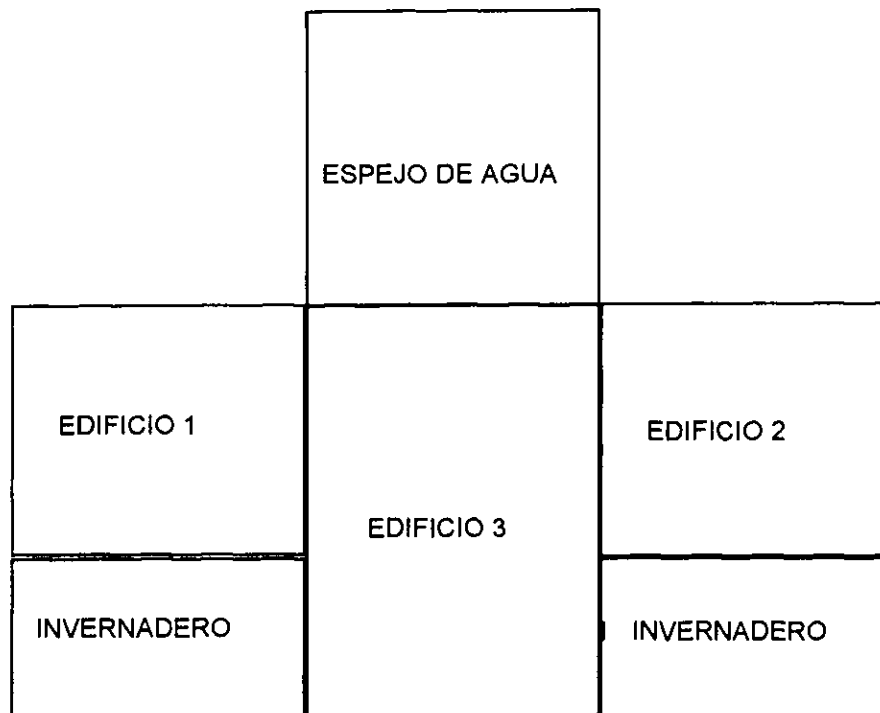 ESPEJO DE AGUA
EDIFICIO 1
EDIFICIO 2
EDIFICIO 3
INVERNADERO
INVERNADERO